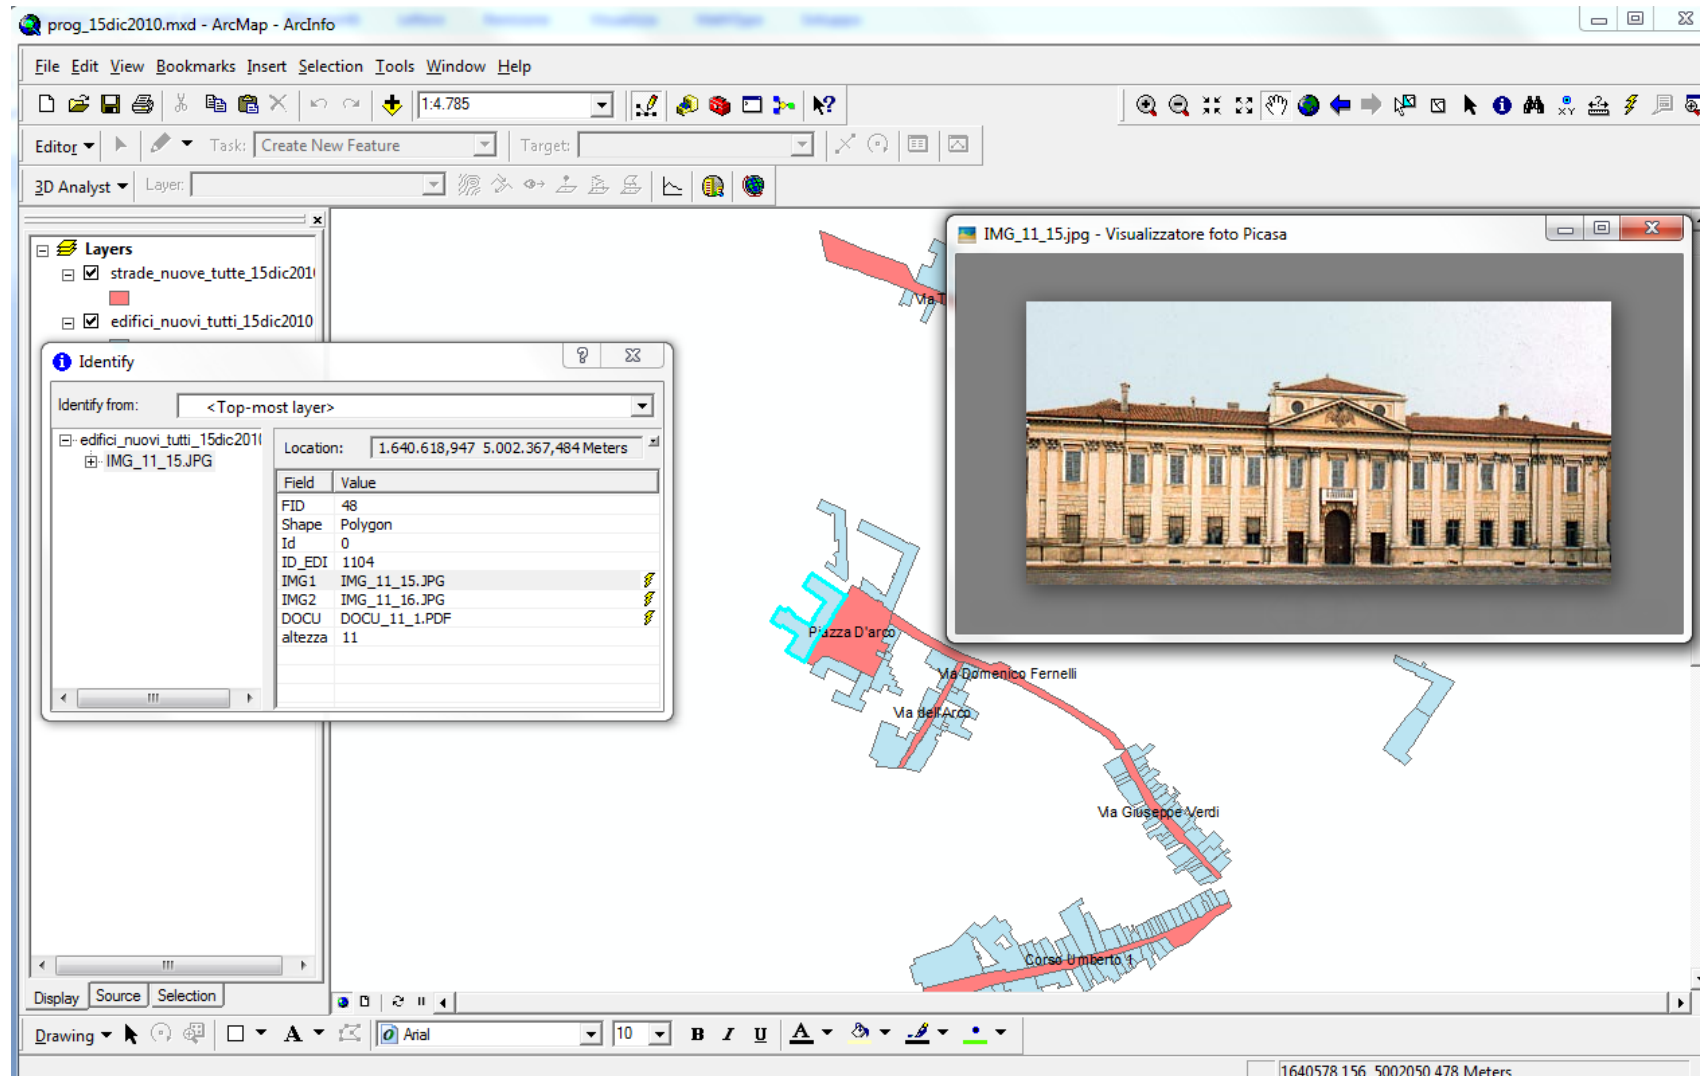 prog_15dic2010.mxd - ArcMap - ArcInfo
File Edit View Bookmarks Insert Selection Tools Window Help
1:4.785
Editor Task: Create New Feature Target:
3D Analyst Layer:
Layers
strade_nuove_tutte_15dic201
edifici_nuovi_tutti_15dic2010
Identify
Identify from: <Top-most layer>
edifici_nuovi_tutti_15dic201
IMG_11_15.JPG
Location: 1.640.618,947 5.002.367,484 Meters
Field Value
FID 48
Shape Polygon
Id 0
ID_EDI 1104
IMG1 IMG_11_15.JPG
IMG2 IMG_11_16.JPG
DOCU DOCU_11_1.PDF
altezza 11
IMG_11_15.jpg - Visualizzatore foto Picasa
Via T
Piazza D'arco
Via Domenico Fernelli
Via dell'Arco
Via Giuseppe Verdi
Corso Umberto 1
Display Source Selection
Drawing A Arial 10 B I U A
1640578,156 5002050,478 Meters